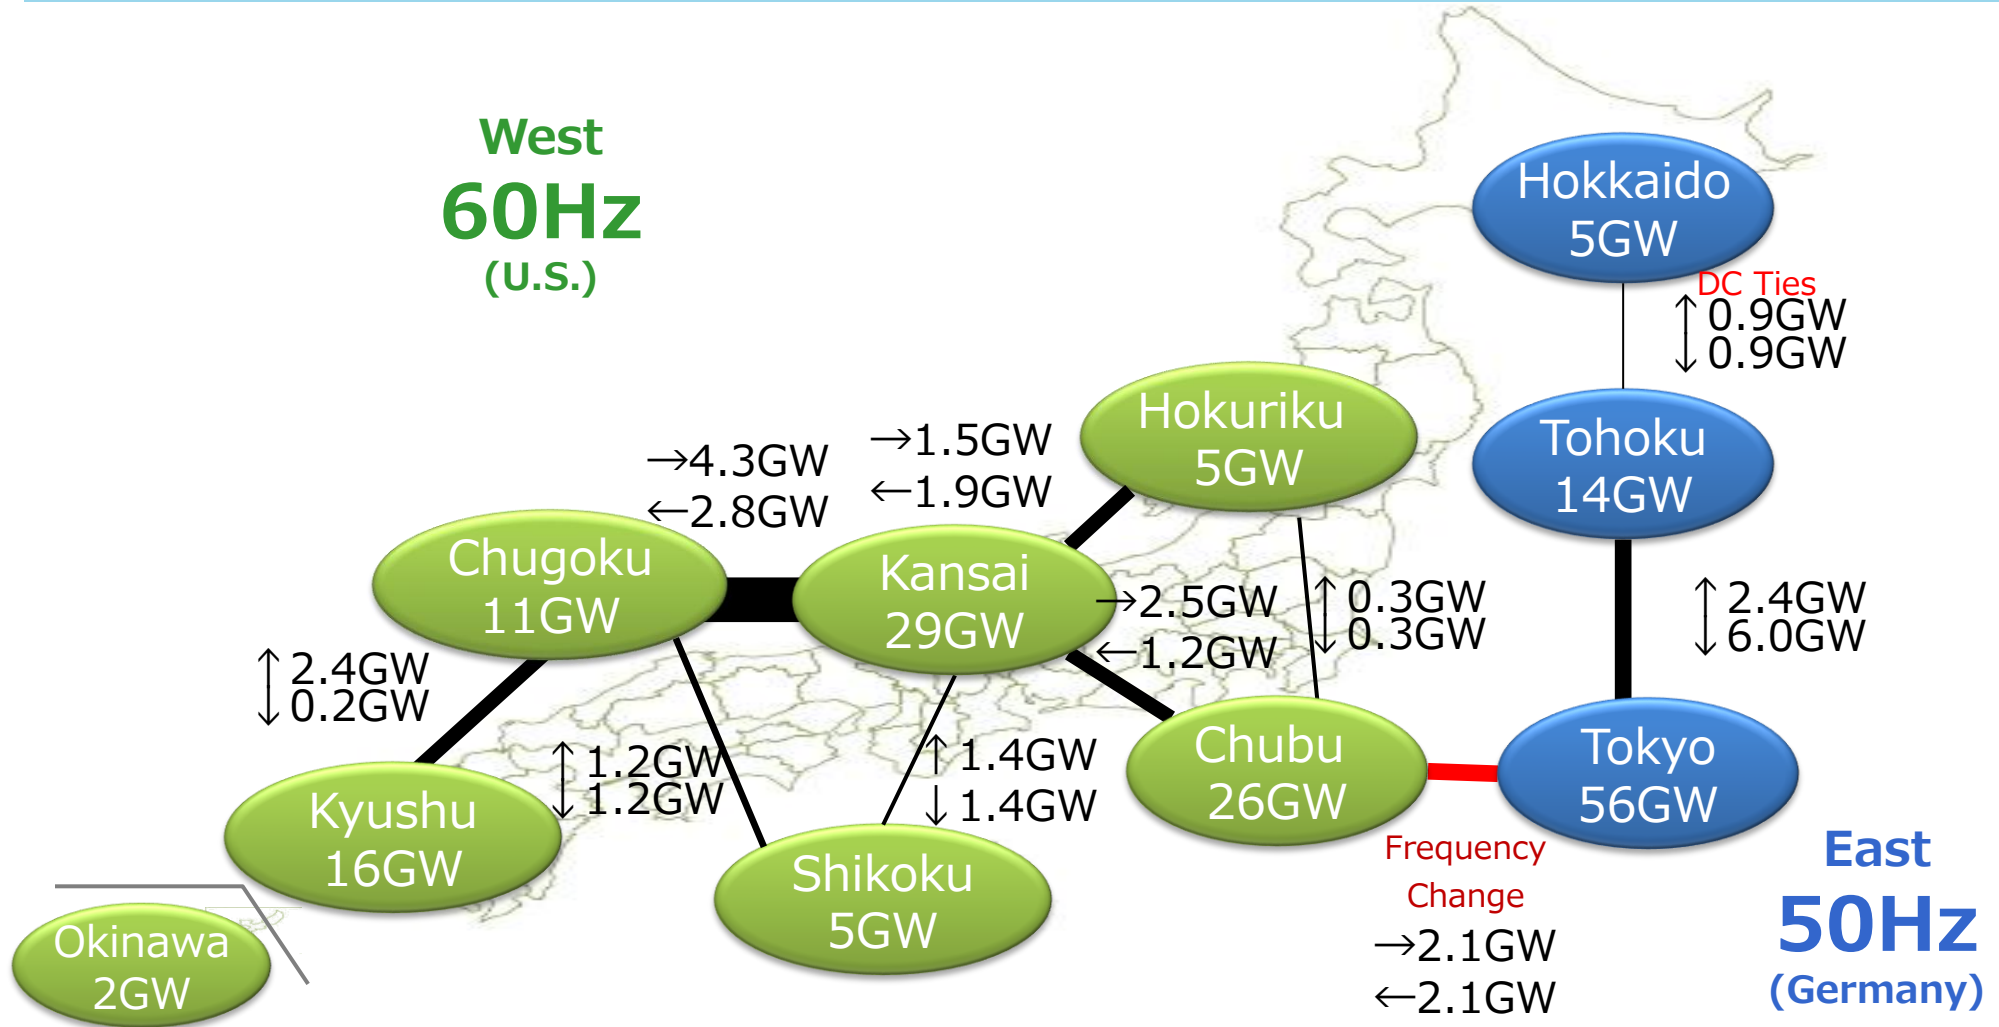 West
60Hz
(U.S.)
Hokkaido
5GW
DC Ties
↑ 0.9GW
↓ 0.9GW
Hokuriku
5GW
Tohoku
14GW
→1.5GW
←1.9GW
→4.3GW
←2.8GW
Chugoku
11GW
Kansai
29GW
→2.5GW
←1.2GW
↑ 0.3GW
↓ 0.3GW
↑ 2.4GW
↓ 6.0GW
↑ 2.4GW
↓ 0.2GW
↑ 1.2GW
↓ 1.2GW
↑ 1.4GW
↓ 1.4GW
Chubu
26GW
Tokyo
56GW
Kyushu
16GW
Shikoku
5GW
Frequency
Change
→2.1GW
←2.1GW
East
50Hz
(Germany)
Okinawa
2GW